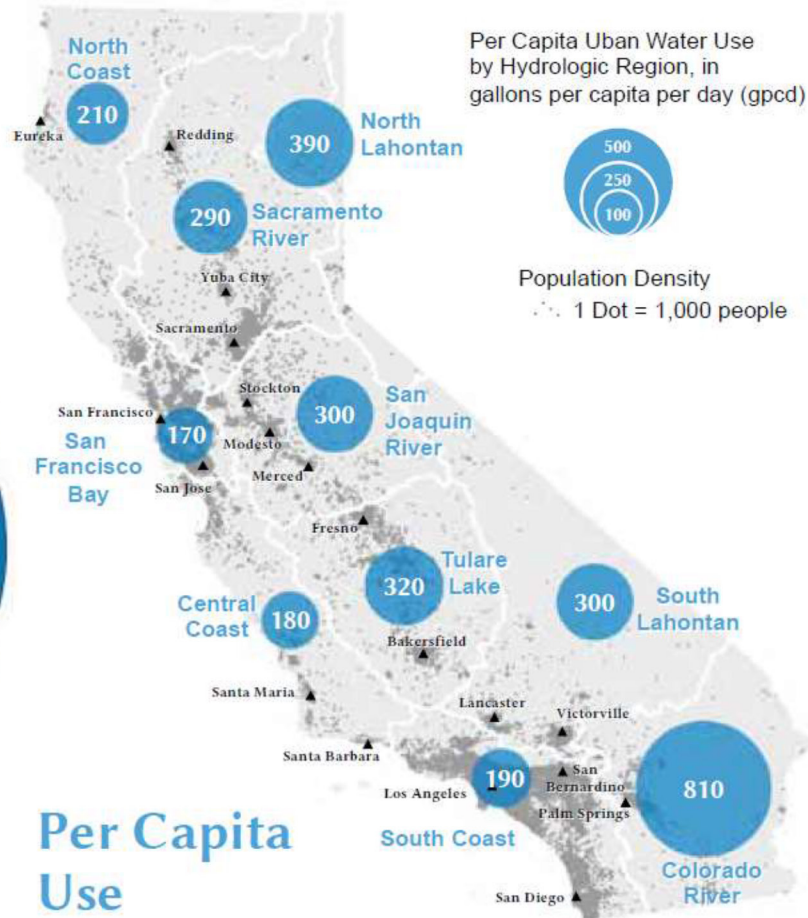 Per Capita Uban Water Use
by Hydrologic Region, in
gallons per capita per day (gpcd)
500
250
100
Population Density
1 Dot = 1,000 people
North
Coast
210
Eureka
Redding
390
North
Lahontan
290
Sacramento
River
Yuba City
Sacramento
Stockton
San Francisco
170
San
Francisco
Bay
San Jose
Modesto
Merced
300
San
Joaquin
River
Fresno
320
Tulare
Lake
Bakersfield
Central
Coast
180
300
South
Lahontan
Santa Maria
Santa Barbara
Lancaster
Victorville
Los Angeles
190
South Coast
San
Bernardino
Palm Springs
810
Colorado
River
San Diego
Per Capita
Use